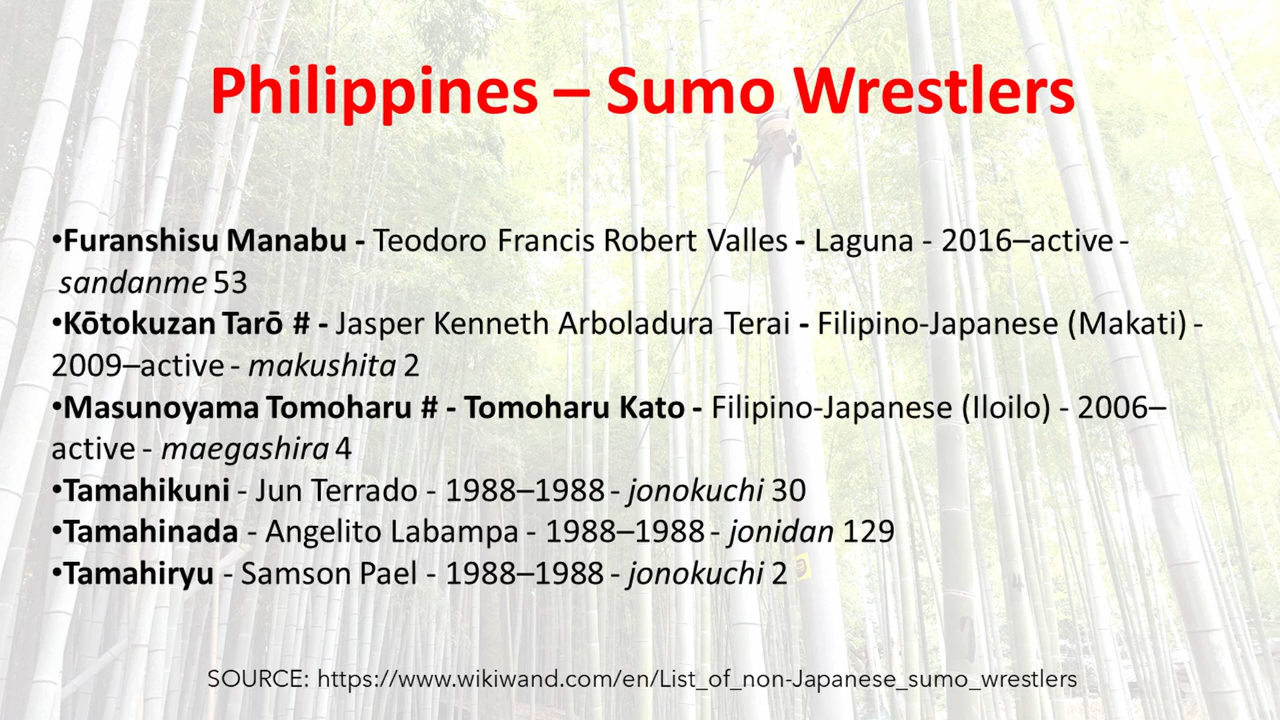 Philippines – Sumo Wrestlers
•Furanshisu Manabu - Teodoro Francis Robert Valles - Laguna - 2016–active -
sandanme 53
•Kōtokuzan Tarō # - Jasper Kenneth Arboladura Terai - Filipino-Japanese (Makati) -
2009–active - makushita 2
•Masunoyama Tomoharu # - Tomoharu Kato - Filipino-Japanese (Iloilo) - 2006–
active - maegashira 4
•Tamahikuni - Jun Terrado - 1988–1988 - jonokuchi 30
•Tamahinada - Angelito Labampa - 1988–1988 - jonidan 129
•Tamahiryu - Samson Pael - 1988–1988 - jonokuchi 2
SOURCE: https://www.wikiwand.com/en/List_of_non-Japanese_sumo_wrestlers